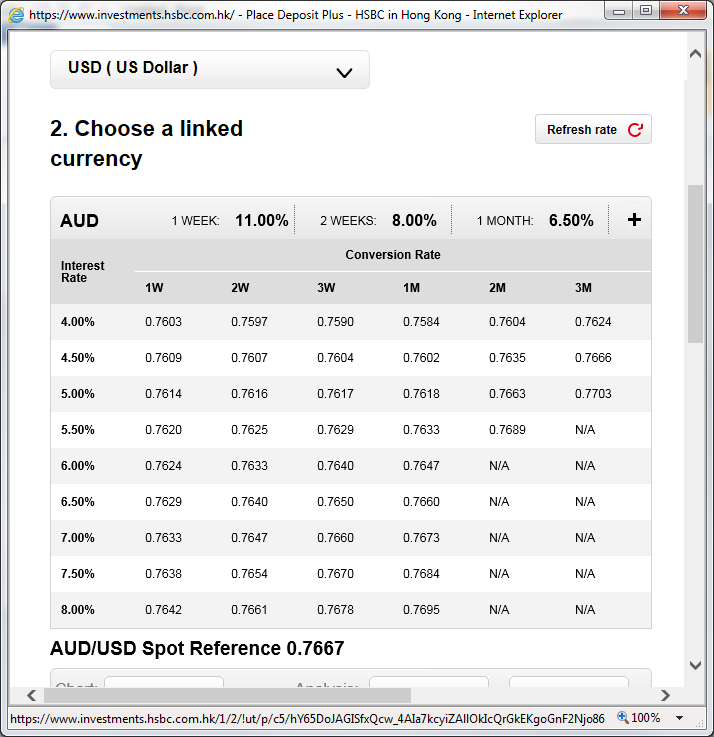 https://www.investments.hsbc.com.hk/ - Place Deposit Plus - HSBC in Hong Kong - Internet Explorer
USD ( US Dollar )
2. Choose a linked
currency
Refresh rate
AUD 1 WEEK: 11.00% 2 WEEKS: 8.00% 1 MONTH: 6.50% +
Interest
Rate
Conversion Rate
1W 2W 3W 1M 2M 3M
4.00% 0.7603 0.7597 0.7590 0.7584 0.7604 0.7624
4.50% 0.7609 0.7607 0.7604 0.7602 0.7635 0.7666
5.00% 0.7614 0.7616 0.7617 0.7618 0.7663 0.7703
5.50% 0.7620 0.7625 0.7629 0.7633 0.7689 N/A
6.00% 0.7624 0.7633 0.7640 0.7647 N/A N/A
6.50% 0.7629 0.7640 0.7650 0.7660 N/A N/A
7.00% 0.7633 0.7647 0.7660 0.7673 N/A N/A
7.50% 0.7638 0.7654 0.7670 0.7684 N/A N/A
8.00% 0.7642 0.7661 0.7678 0.7695 N/A N/A
AUD/USD Spot Reference 0.7667
https://www.investments.hsbc.com.hk/1/2/!ut/p/c5/hY65DoJAGISfxQcw_4AIa7kcyiZAIlOkIcQrGkEKgoGnF2Njo86 100%